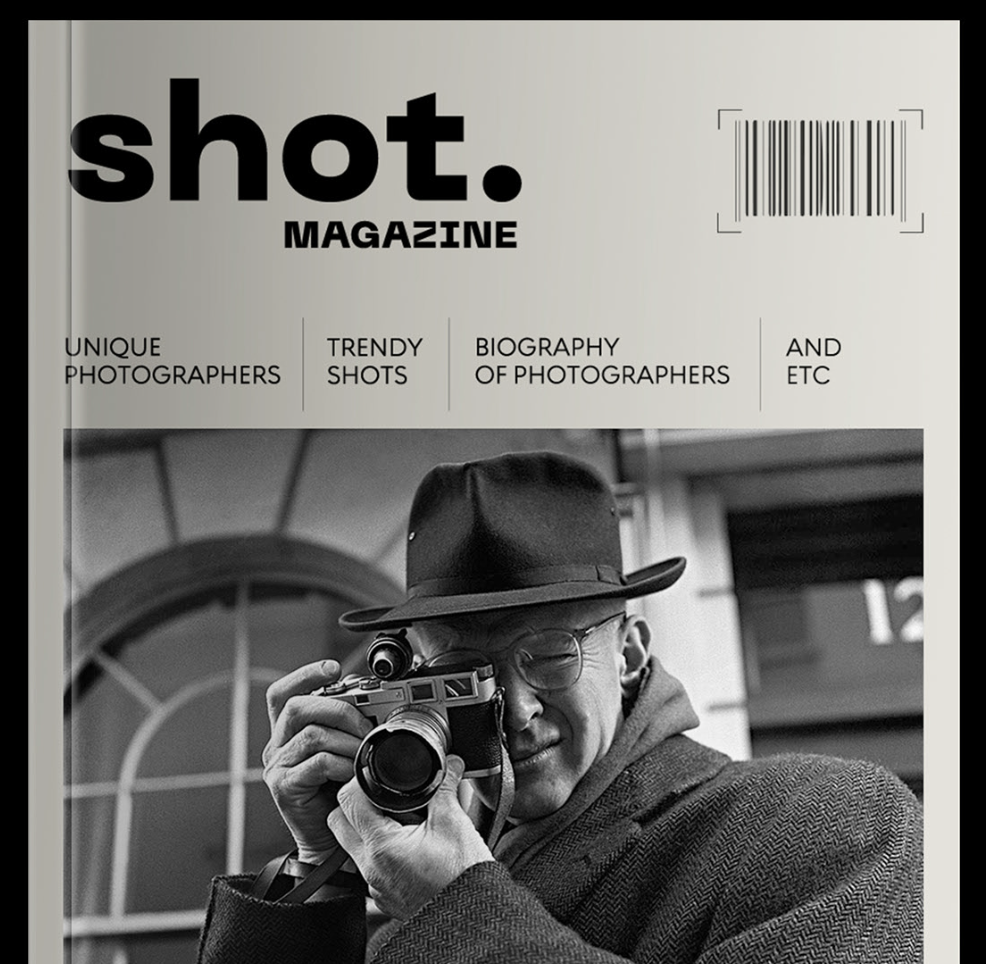 shot.
MAGAZINE
UNIQUE
PHOTOGRAPHERS
TRENDY
SHOTS
BIOGRAPHY
OF PHOTOGRAPHERS
AND
ETC
12